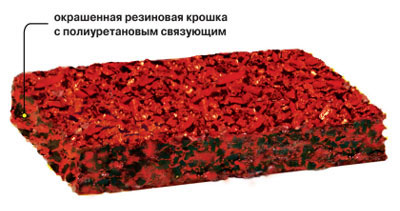 окрашенная резиновая крошка
с полиуретановым связующим